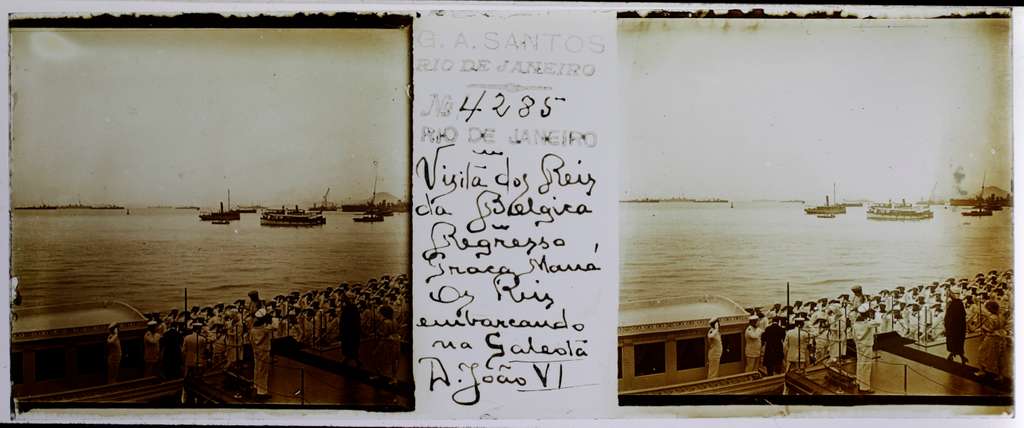 G. A. SANTOS
RIO DE JANEIRO
No 4285
RIO DE JANEIRO
Visita dos Reis
da Belgica
Regresso
Praça Mauá
Os Reis
embarcando
na Galeota
D. João VI